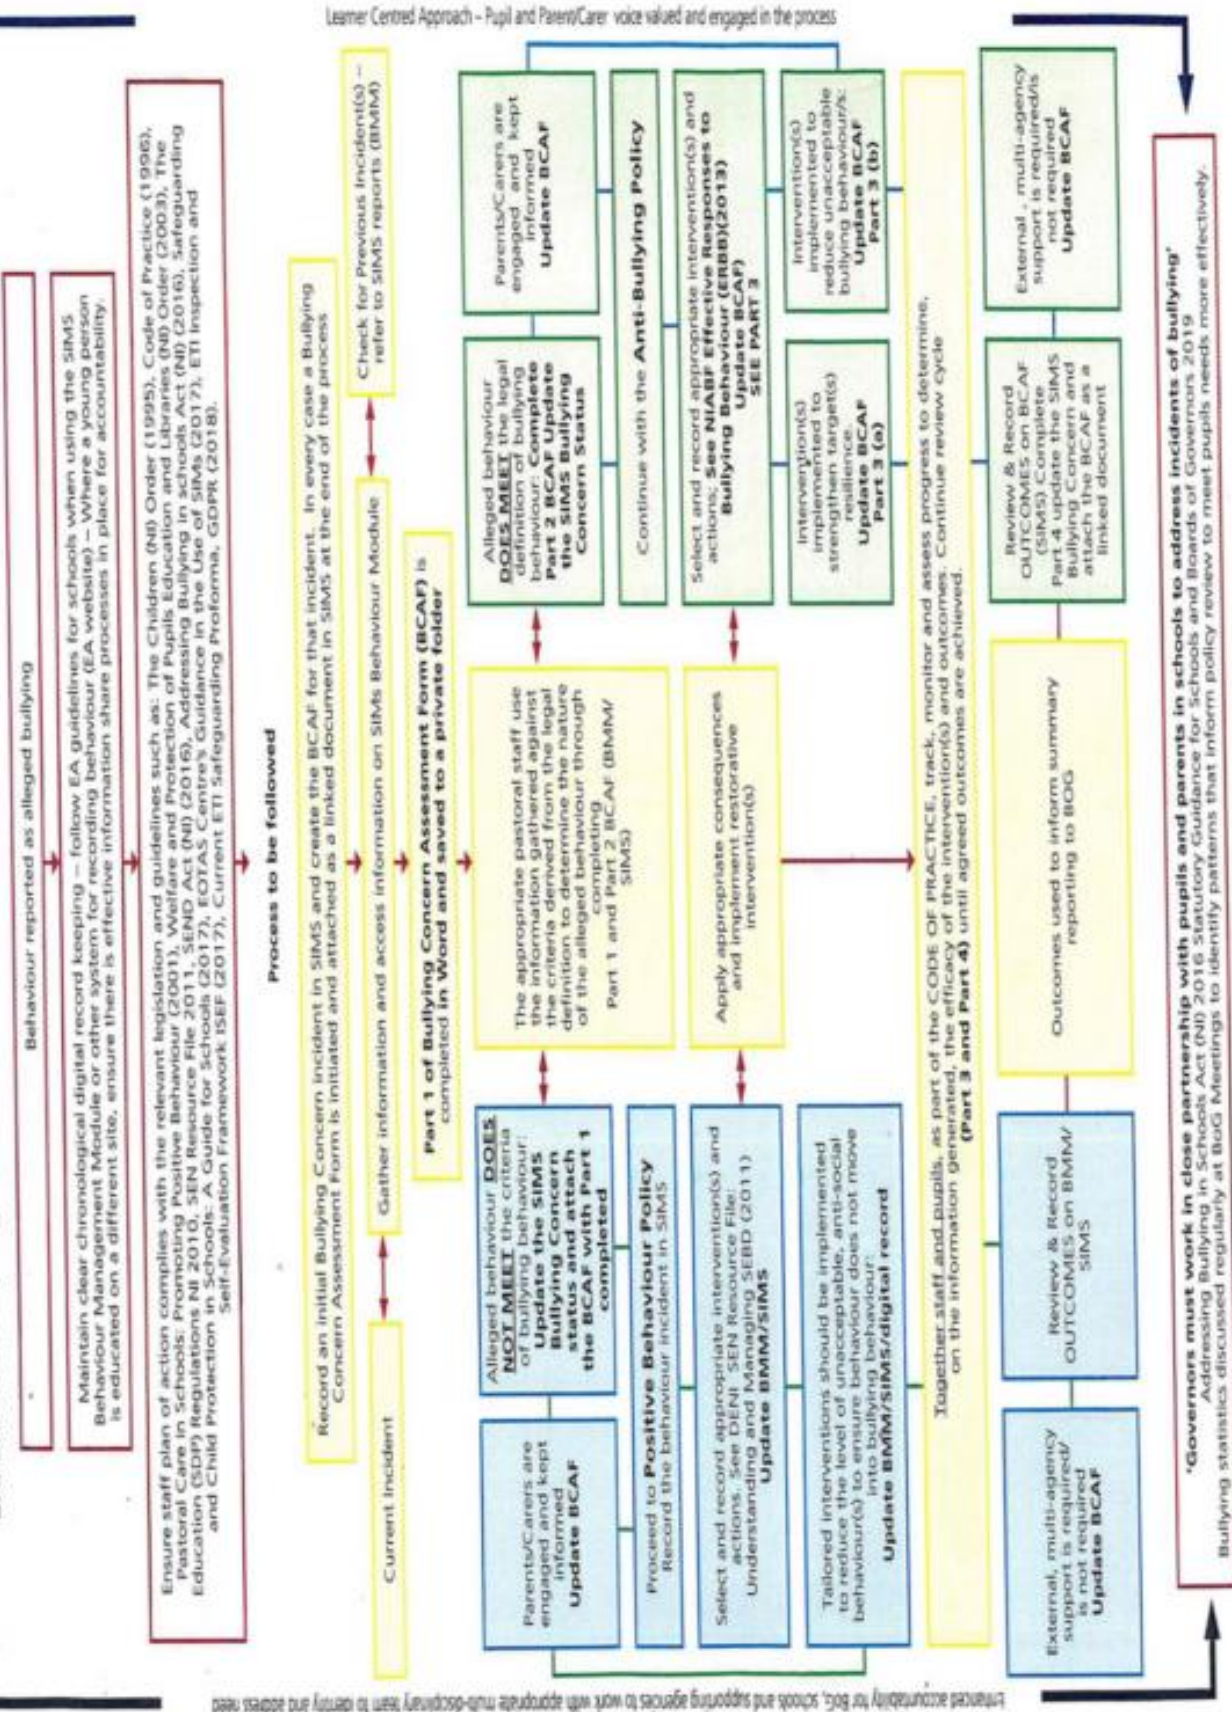 Learner Centred Approach – Pupil and Parent/Carer voice valued and engaged in the process
Behaviour reported as alleged bullying
Maintain clear chronological digital record keeping – follow EA guidelines for schools when using the SIMS
Behaviour Management Module or other system for recording behaviour (EA website) – Where a young person
is educated on a different site, ensure there is effective information share processes in place for accountability.
Ensure staff plan of action complies with the relevant legislation and guidelines such as: The Children (NI) Order (1995), Code of Practice (1996),
Pastoral Care in Schools: Promoting Positive Behaviour (2001), Welfare and Protection of Pupils Education and Libraries (NI) Order (2003), The
Education (SDP) Regulations NI 2010, SEN Resource File 2011, SEND Act (NI) (2016), Addressing Bullying in schools Act (NI) (2016), Safeguarding
and Child Protection in Schools: A Guide for Schools (2017), EOTAS Centre's Guidance in the Use of SIMs (2017), ETI Inspection and
Self-Evaluation Framework ISEF (2017), Current ETI Safeguarding Proforma, GDPR (2018).
Process to be followed
Record an initial Bullying Concern incident in SIMS and create the BCAF for that incident. In every case a Bullying
Concern Assessment Form is initiated and attached as a linked document in SIMS at the end of the process
Current Incident
Gather information and access information on SIMs Behaviour Module
Check for Previous Incident(s) –
refer to SIMS reports (BMM)
Part 1 of Bullying Concern Assessment Form (BCAF) is
completed in Word and saved to a private folder
Parents/Carers are
engaged and kept
informed
Update BCAF
Alleged behaviour DOES
NOT MEET the criteria
of bullying behaviour:
Update the SIMS
Bullying Concern
status and attach
the BCAF with Part 1
completed
The appropriate pastoral staff use
the information gathered against
the criteria derived from the legal
definition to determine the nature
of the alleged behaviour through
completing
Part 1 and Part 2 BCAF (BMM/
SIMS)
Alleged behaviour
DOES MEET the legal
definition of bullying
behaviour: Complete
Part 2 BCAF Update
the SIMS Bullying
Concern Status
Parents/Carers are
engaged and kept
informed
Update BCAF
Proceed to Positive Behaviour Policy
Record the behaviour incident in SIMS
Continue with the Anti-Bullying Policy
Select and record appropriate intervention(s) and
actions. See DENI SEN Resource File:
Understanding and Managing SEBD (2011)
Update BMM/SIMS
Apply appropriate consequences
and implement restorative
intervention(s)
Select and record appropriate intervention(s) and
actions; See NIABF Effective Responses to
Bullying Behaviour (ERBB)(2013)
Update BCAF)
SEE PART 3
Tailored interventions should be implemented
to reduce the level of unacceptable, anti-social
behaviour(s) to ensure behaviour does not move
into bullying behaviour:
Update BMM/SIMS/digital record
Intervention(s)
implemented to
strengthen target(s)
resilience.
Update BCAF
Part 3 (a)
Intervention(s)
implemented to
reduce unacceptable
bullying behaviour/s:
Update BCAF
Part 3 (b)
Together staff and pupils, as part of the CODE OF PRACTICE, track, monitor and assess progress to determine,
on the information generated, the efficacy of the intervention(s) and outcomes. Continue review cycle
(Part 3 and Part 4) until agreed outcomes are achieved.
External, multi-agency
support is required/
is not required
Update BCAF
Review & Record
OUTCOMES on BMM/
SIMS
Outcomes used to inform summary
reporting to BOG
Review & Record
OUTCOMES on BCAF
(SIMS) Complete
Part 4 update the SIMS
Bullying Concern and
attach the BCAF as a
linked document
External , multi-agency
support is required/is
not required
Update BCAF
'Governors must work in close partnership with pupils and parents in schools to address incidents of bullying'
Addressing Bullying in Schools Act (NI) 2016 Statutory Guidance for Schools and Boards of Governors 2019
Bullying statistics discussed regularly at BoG Meetings to identify patterns that inform policy review to meet pupils needs more effectively.
Enhanced accountability for BoG, schools and supporting agencies to work with appropriate multi-disciplinary team to identify and address need